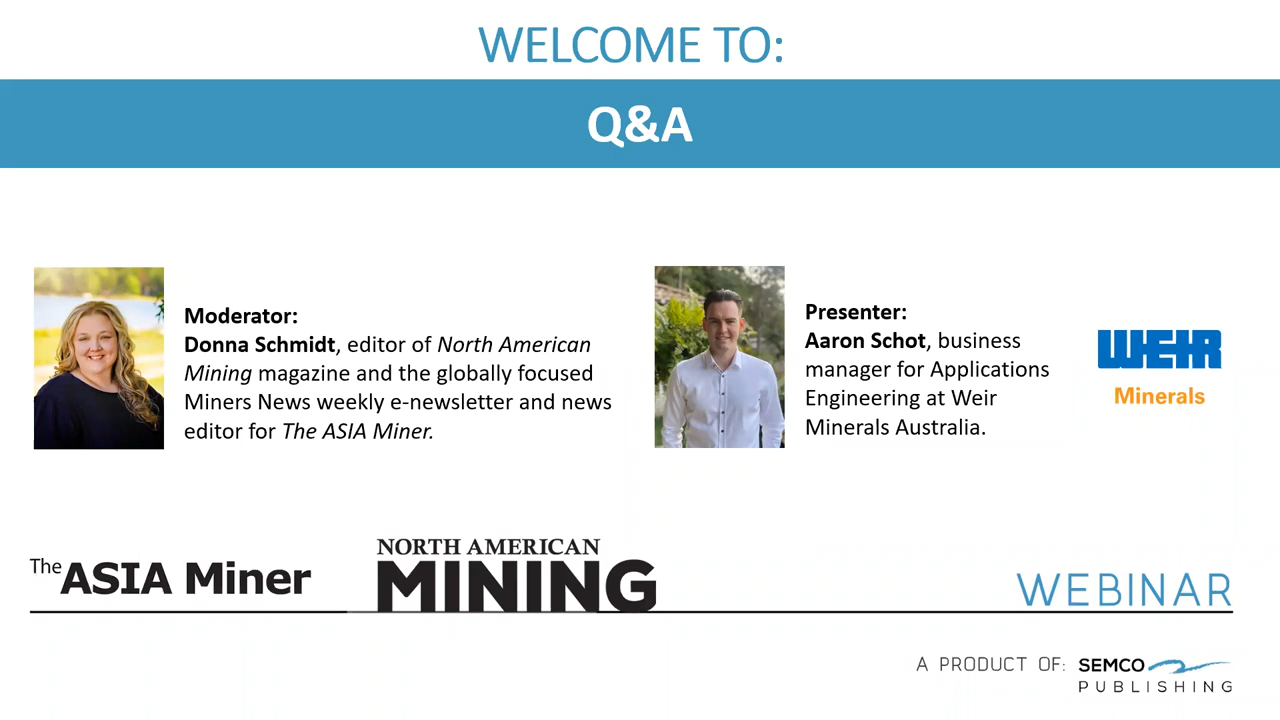 WELCOME TO:
Q&A
Moderator:
Donna Schmidt, editor of North American
Mining magazine and the globally focused
Miners News weekly e-newsletter and news
editor for The ASIA Miner.
Presenter:
Aaron Schot, business
manager for Applications
Engineering at Weir
Minerals Australia.
WEIR
Minerals
The ASIA Miner
NORTH AMERICAN
MINING
WEBINAR
A PRODUCT OF: SEMCO
PUBLISHING